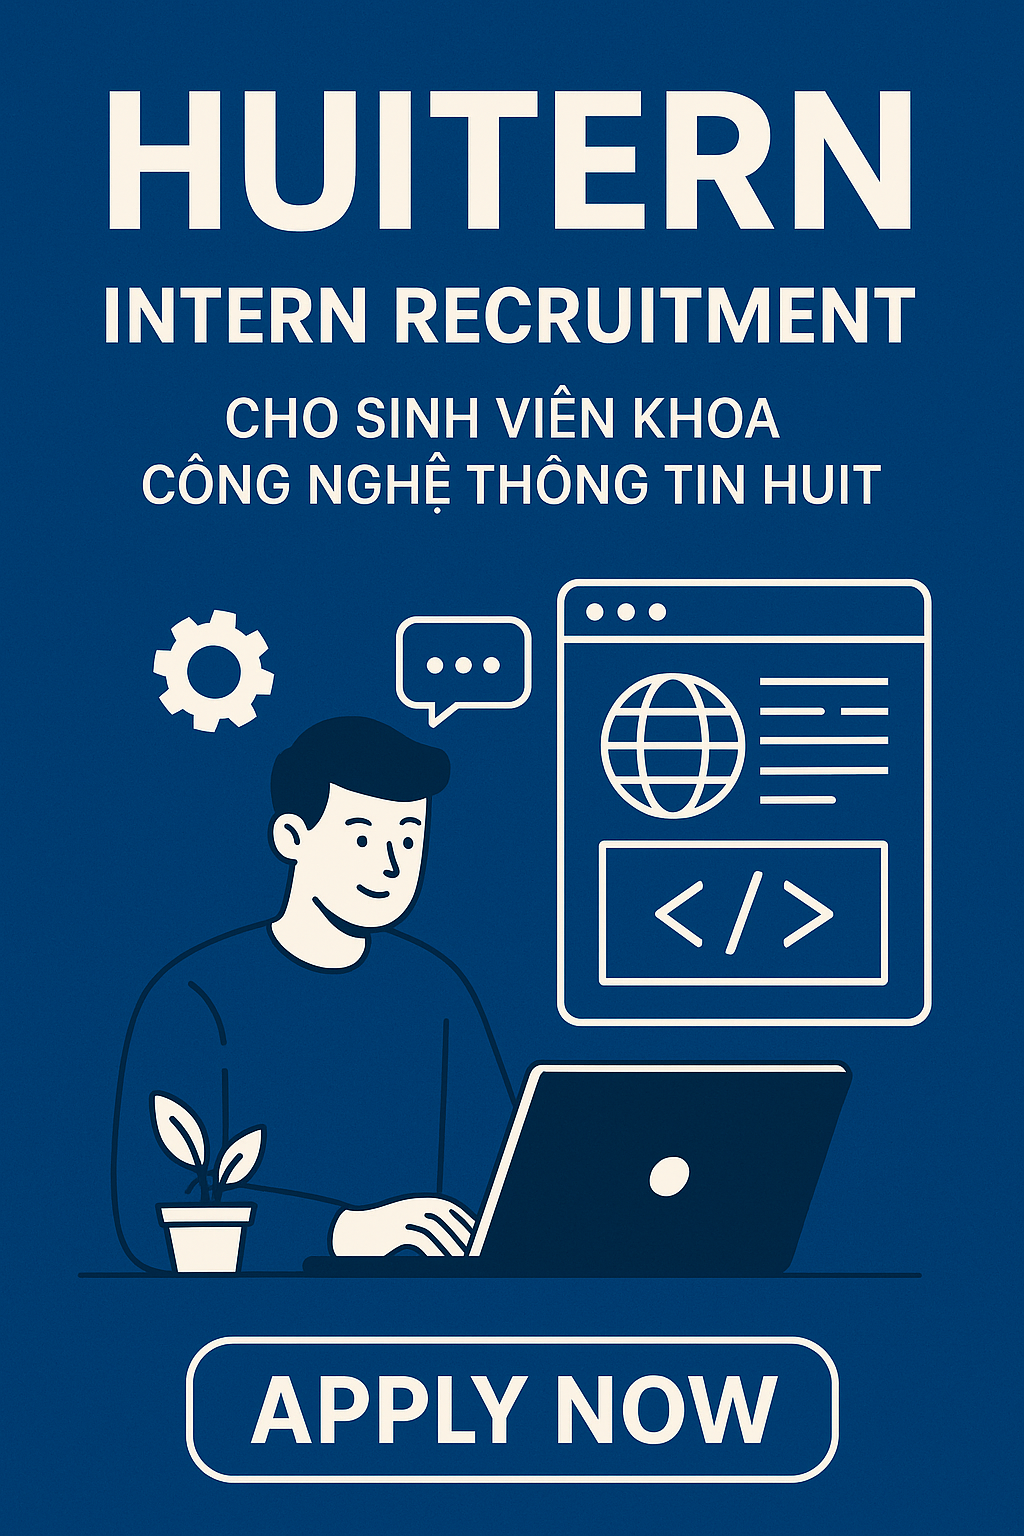 HUITERN
INTERN RECRUITMENT
CHO SINH VIÊN KHOA
CÔNG NGHỆ THÔNG TIN HUIT
</>
APPLY NOW